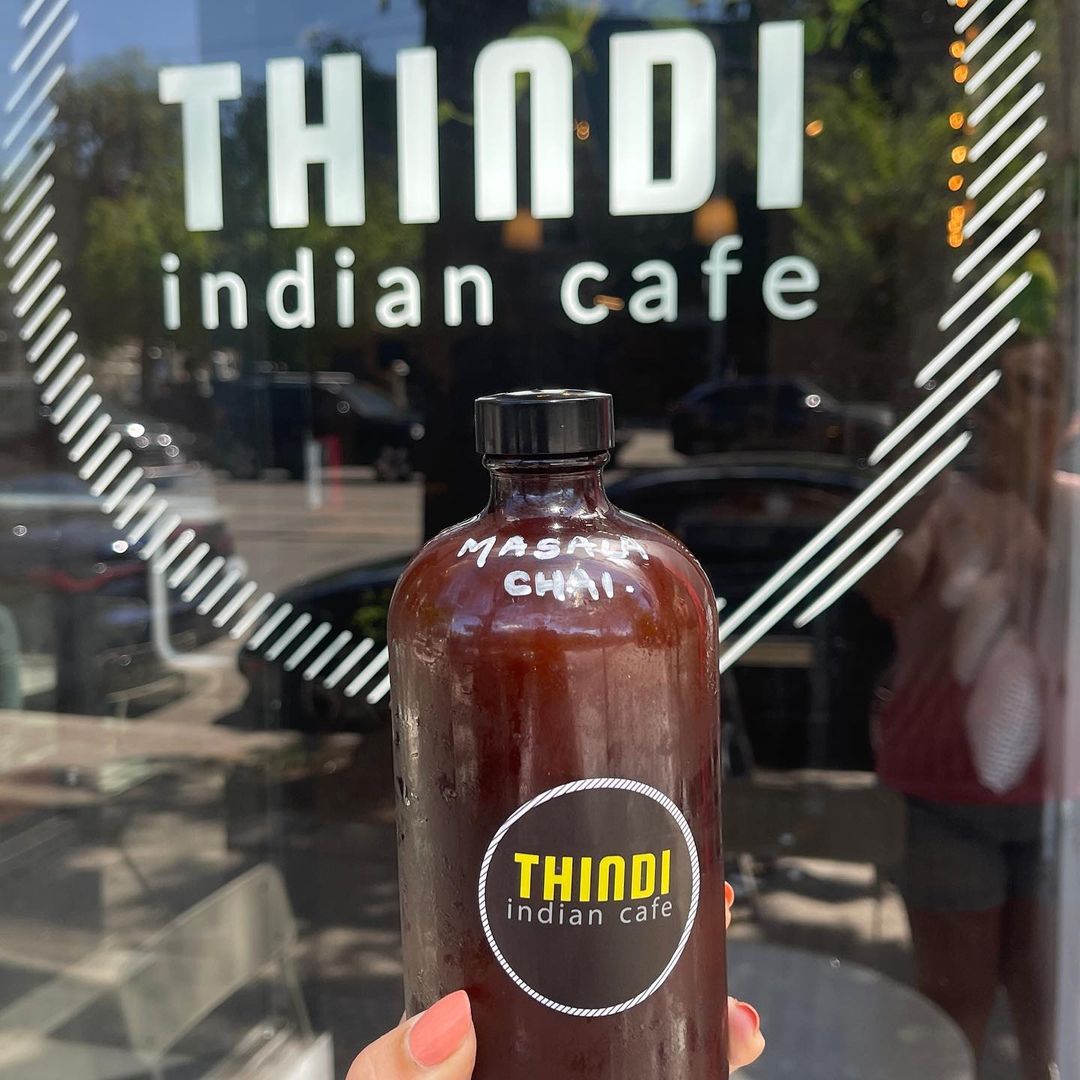 THINDI
indian cafe
MASALA
CHAI.
THINDI
indian cafe